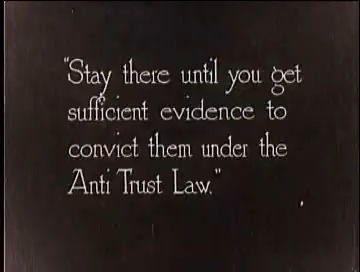 "Stay there until you get
sufficient evidence to
convict them under the
Anti Trust Law."